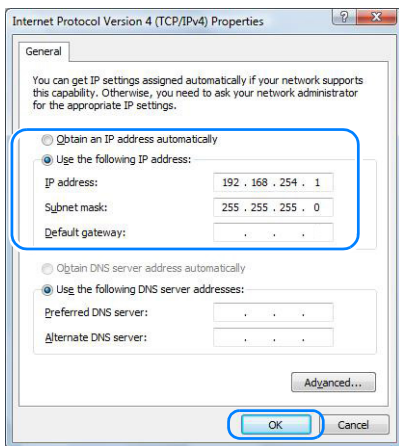 Internet Protocol Version 4 (TCP/IPv4) Properties
General
You can get IP settings assigned automatically if your network supports
this capability. Otherwise, you need to ask your network administrator
for the appropriate IP settings.
Obtain an IP address automatically
Use the following IP address:
IP address: 192 . 168 . 254 . 1
Subnet mask: 255 . 255 . 255 . 0
Default gateway: . . .
Obtain DNS server address automatically
Use the following DNS server addresses:
Preferred DNS server: . . .
Alternate DNS server: . . .
Advanced...
OK Cancel